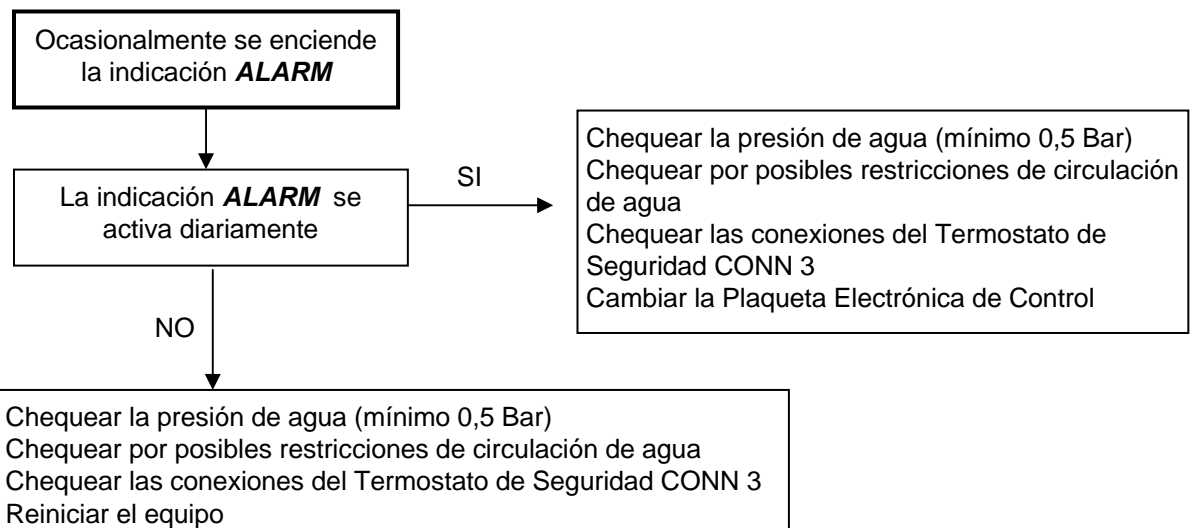 Ocasionalmente se enciende
la indicación ALARM
La indicación ALARM se
activa diariamente
SI
Chequear la presión de agua (mínimo 0,5 Bar)
Chequear por posibles restricciones de circulación
de agua
Chequear las conexiones del Termostato de
Seguridad CONN 3
Cambiar la Plaqueta Electrónica de Control
NO
Chequear la presión de agua (mínimo 0,5 Bar)
Chequear por posibles restricciones de circulación de agua
Chequear las conexiones del Termostato de Seguridad CONN 3
Reiniciar el equipo